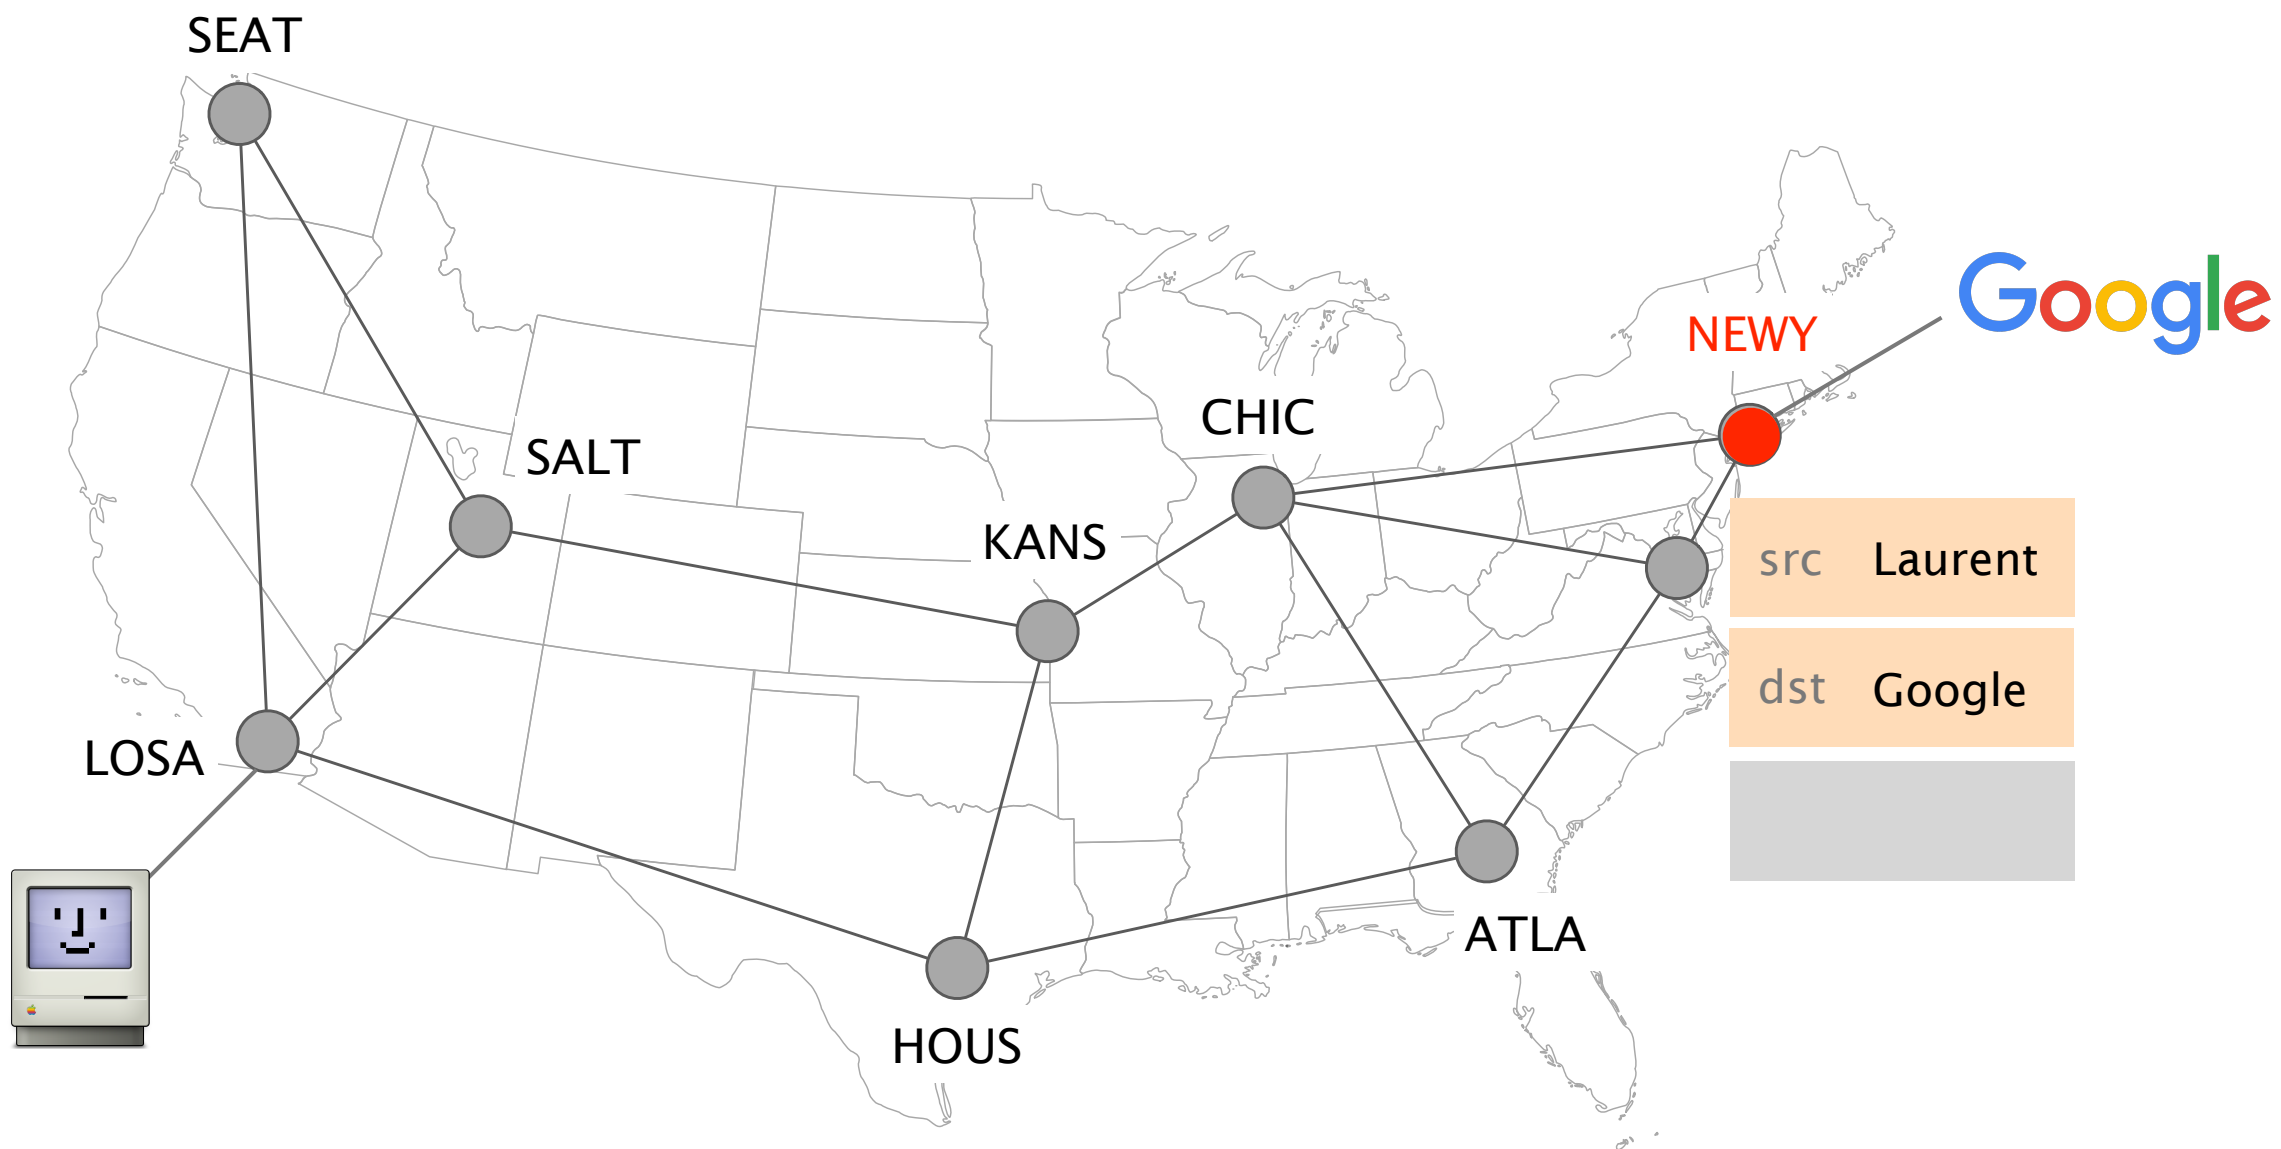 SEAT
Google
NEWY
CHIC
SALT
KANS
src Laurent
dst Google
LOSA
ATLA
HOUS